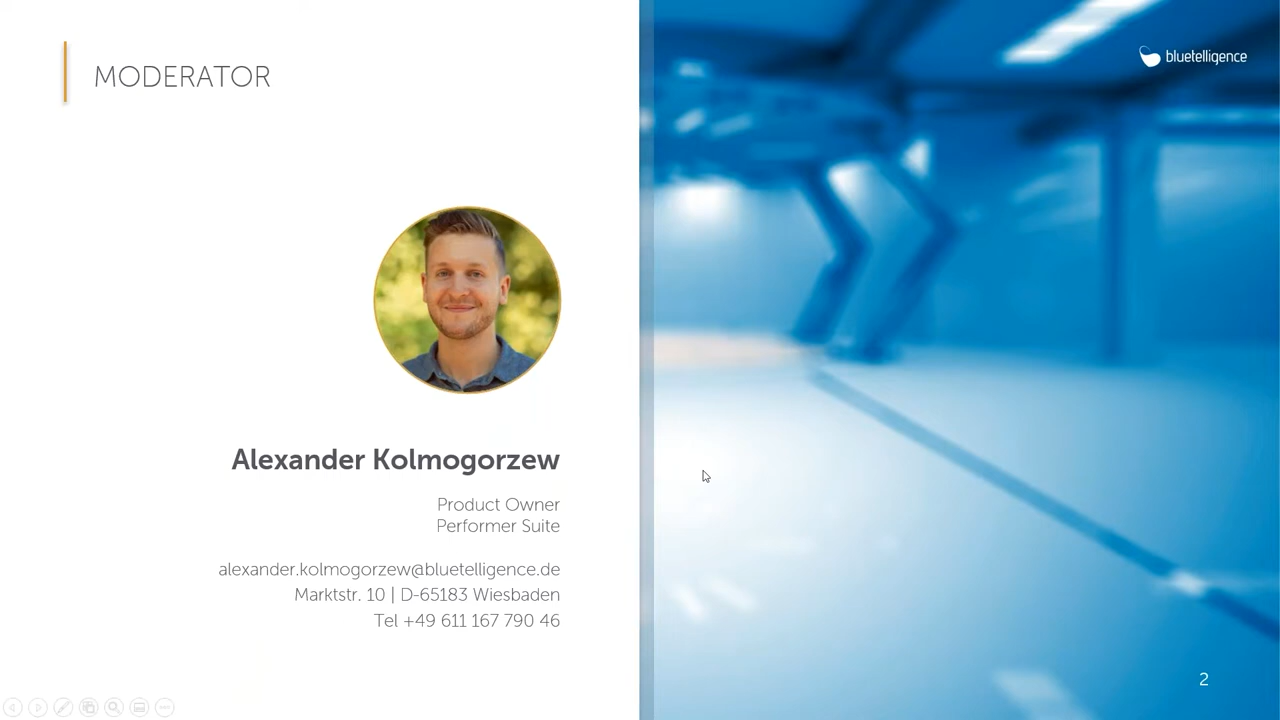 MODERATOR
bluetelligence
Alexander Kolmogorzew
Product Owner
Performer Suite
alexander.kolmogorzew@bluetelligence.de
Marktstr. 10 | D-65183 Wiesbaden
Tel +49 611 167 790 46
2